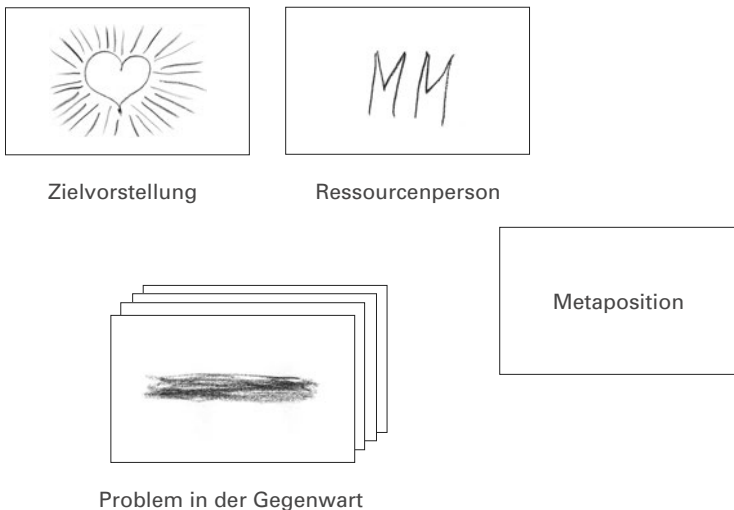 MM
Zielvorstellung
Ressourcenperson
Metaposition
Problem in der Gegenwart